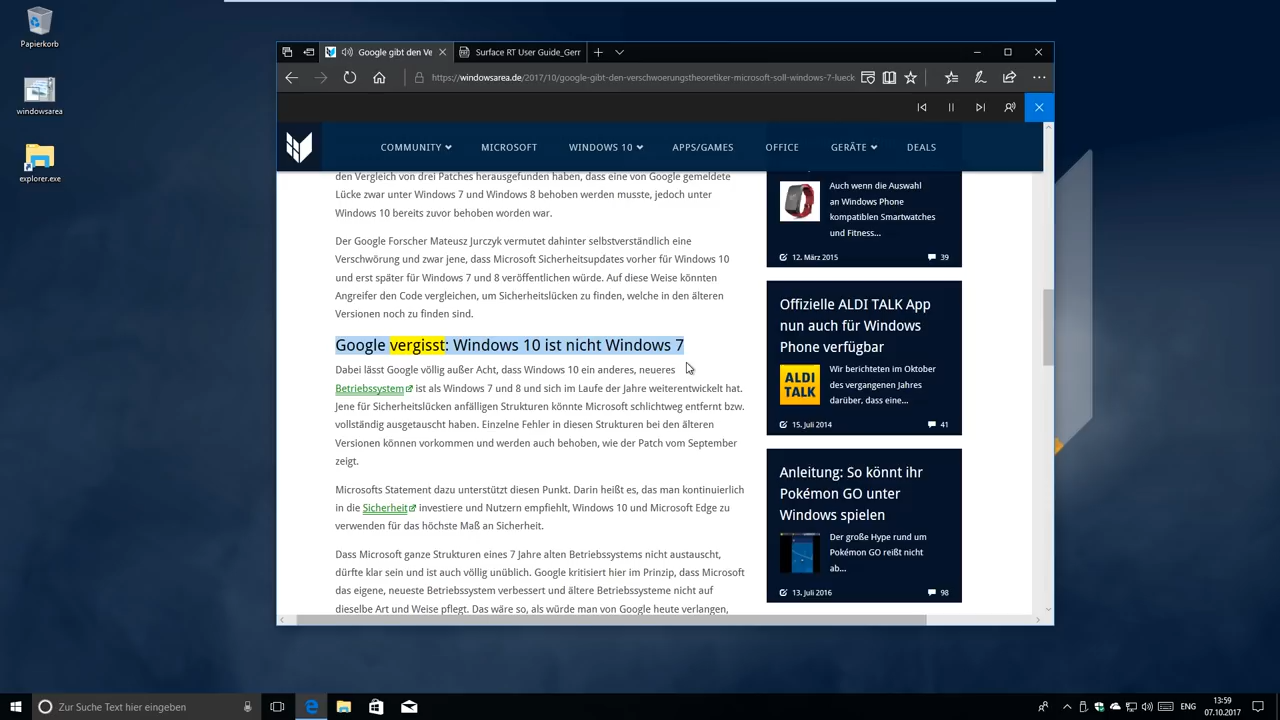 Papierkorb
windowsarea
explorer.exe
Google gibt den Ve
Surface RT User Guide_Gerr
https://windowsarea.de/2017/10/google-gibt-den-verschwoerungstheoretiker-microsoft-soll-windows-7-lueck
COMMUNITY
MICROSOFT
WINDOWS 10
APPS/GAMES
OFFICE
GERÄTE
DEALS
den Vergleich von drei Patches herausgefunden haben, dass eine von Google gemeldete
Lücke zwar unter Windows 7 und Windows 8 behoben werden musste, jedoch unter
Windows 10 bereits zuvor behoben worden war.
Der Google Forscher Mateusz Jurczyk vermutet dahinter selbstverständlich eine
Verschwörung und zwar jene, dass Microsoft Sicherheitsupdates vorher für Windows 10
und erst später für Windows 7 und 8 veröffentlichen würde. Auf diese Weise könnten
Angreifer den Code vergleichen, um Sicherheitslücken zu finden, welche in den älteren
Versionen noch zu finden sind.
Google vergisst: Windows 10 ist nicht Windows 7
Dabei lässt Google völlig außer Acht, dass Windows 10 ein anderes, neueres
Betriebssystem ist als Windows 7 und 8 und sich im Laufe der Jahre weiterentwickelt hat.
Jene für Sicherheitslücken anfälligen Strukturen könnte Microsoft schlichtweg entfernt bzw.
vollständig ausgetauscht haben. Einzelne Fehler in diesen Strukturen bei den älteren
Versionen können vorkommen und werden auch behoben, wie der Patch vom September
zeigt.
Microsofts Statement dazu unterstützt diesen Punkt. Darin heißt es, das man kontinuierlich
in die Sicherheit investiere und Nutzern empfiehlt, Windows 10 und Microsoft Edge zu
verwenden für das höchste Maß an Sicherheit.
Dass Microsoft ganze Strukturen eines 7 Jahre alten Betriebssystems nicht austauscht,
dürfte klar sein und ist auch völlig unüblich. Google kritisiert hier im Prinzip, dass Microsoft
das eigene, neueste Betriebssystem verbessert und ältere Betriebssysteme nicht auf
dieselbe Art und Weise pflegt. Das wäre so, als würde man von Google heute verlangen,
Auch wenn die Auswahl
an Windows Phone
kompatiblen Smartwatches
und Fitness...
12. März 2015
39
Offizielle ALDI TALK App
nun auch für Windows
Phone verfügbar
ALDI
TALK
Wir berichteten im Oktober
des vergangenen Jahres
darüber, dass eine...
15. Juli 2014
41
Anleitung: So könnt ihr
Pokémon GO unter
Windows spielen
Der große Hype rund um
Pokémon GO reißt nicht
ab...
13. Juli 2016
98
Zur Suche Text hier eingeben
ENG
13:59
07.10.2017